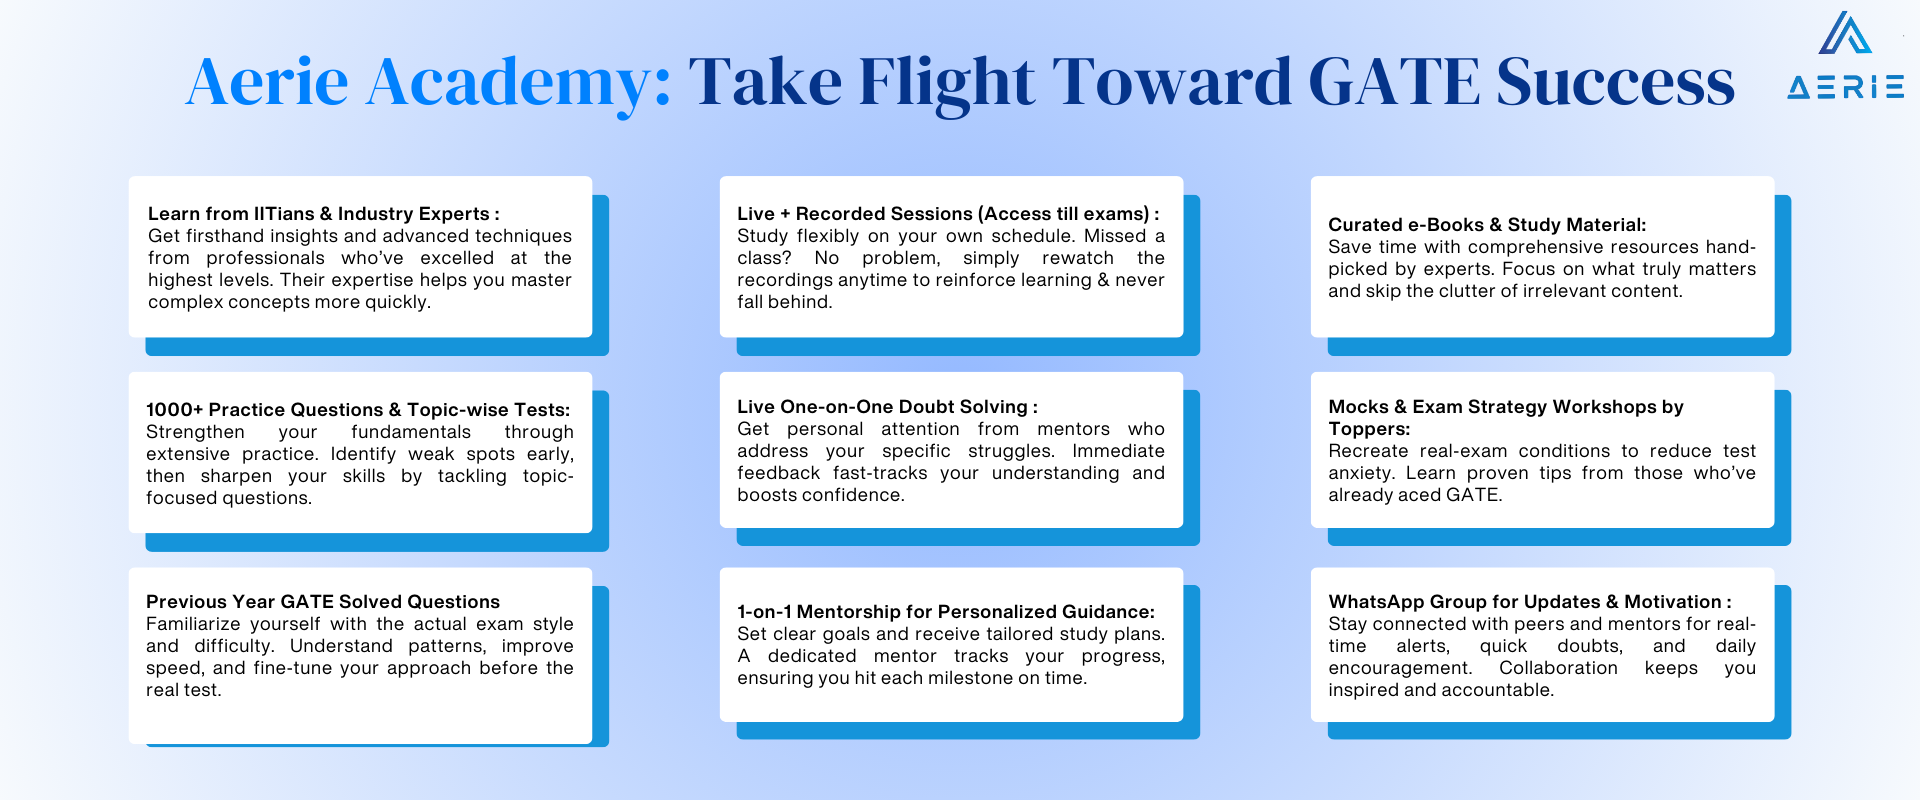 Aerie Academy: Take Flight Toward GATE Success
AERIE
Learn from IITians & Industry Experts :
Get firsthand insights and advanced techniques
from professionals who've excelled at the
highest levels. Their expertise helps you master
complex concepts more quickly.
Live + Recorded Sessions (Access till exams) :
Study flexibly on your own schedule. Missed a
class? No problem, simply rewatch the
recordings anytime to reinforce learning & never
fall behind.
Curated e-Books & Study Material:
Save time with comprehensive resources hand-
picked by experts. Focus on what truly matters
and skip the clutter of irrelevant content.
1000+ Practice Questions & Topic-wise Tests:
Strengthen your fundamentals through
extensive practice. Identify weak spots early,
then sharpen your skills by tackling topic-
focused questions.
Live One-on-One Doubt Solving :
Get personal attention from mentors who
address your specific struggles. Immediate
feedback fast-tracks your understanding and
boosts confidence.
Mocks & Exam Strategy Workshops by
Toppers:
Recreate real-exam conditions to reduce test
anxiety. Learn proven tips from those who've
already aced GATE.
Previous Year GATE Solved Questions
Familiarize yourself with the actual exam style
and difficulty. Understand patterns, improve
speed, and fine-tune your approach before the
real test.
1-on-1 Mentorship for Personalized Guidance:
Set clear goals and receive tailored study plans.
A dedicated mentor tracks your progress,
ensuring you hit each milestone on time.
WhatsApp Group for Updates & Motivation :
Stay connected with peers and mentors for real-
time alerts, quick doubts, and daily
encouragement. Collaboration keeps you
inspired and accountable.